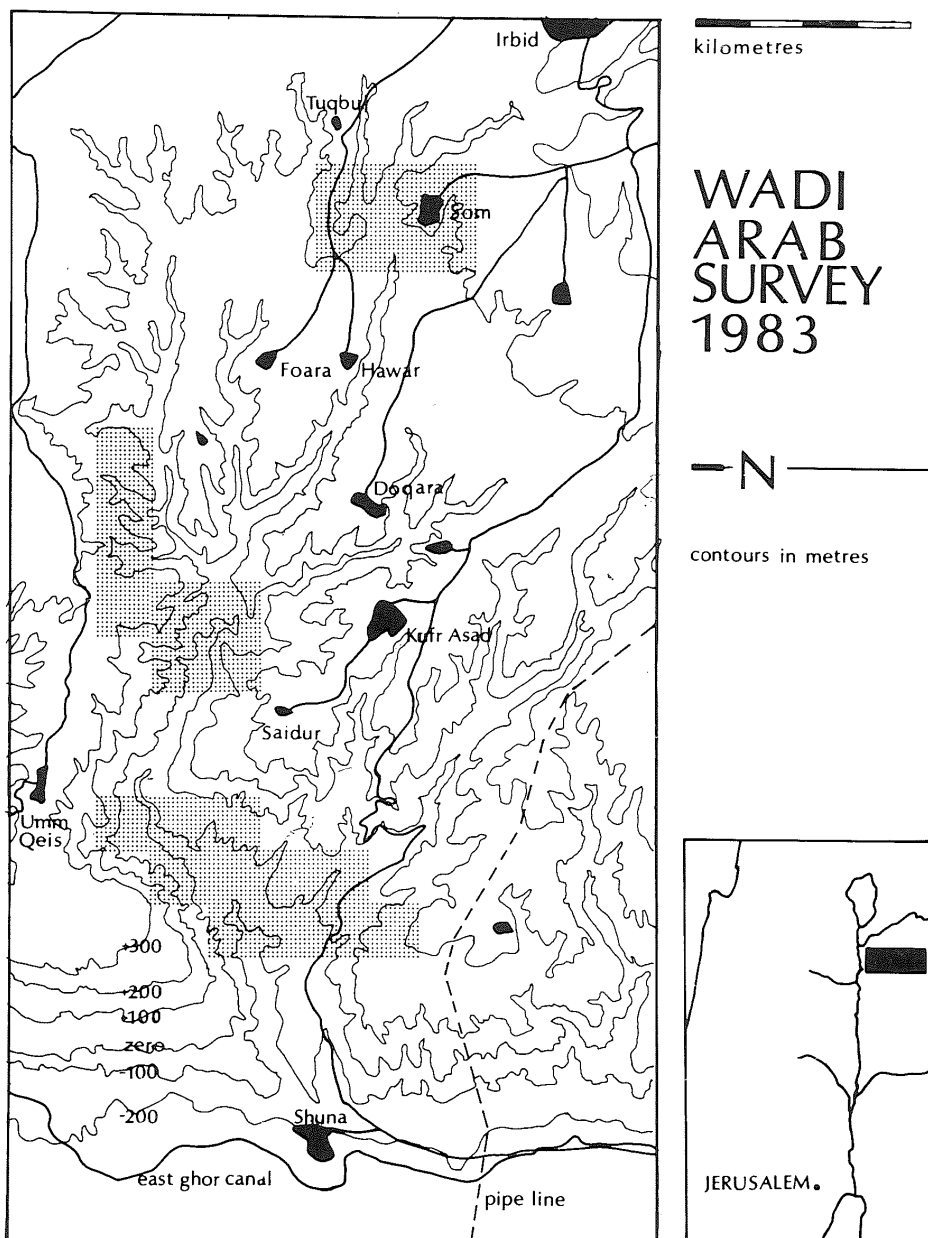 Irbid
kilometres
Tuqbul
WADI
ARAB
SURVEY
1983
Som
Foara
Hawar
N
Doqara
contours in metres
Kufr Asad
Saidur
Umm
Qeis
+300
+200
+100
zero
-100
-200
Shuna
east ghor canal
pipe line
JERUSALEM